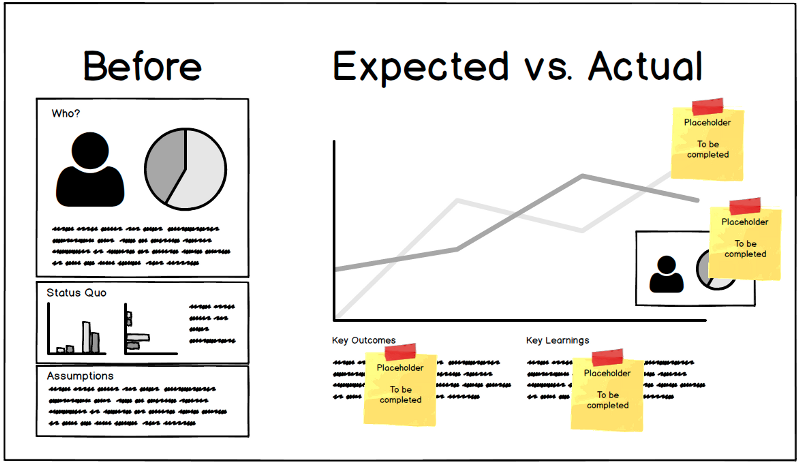 Before
Expected vs. Actual
Who?
Status Quo
Assumptions
Placeholder
To be
completed
Placeholder
To be
completed
Key Outcomes
Placeholder
To be
completed
Key Learnings
Placeholder
To be
completed